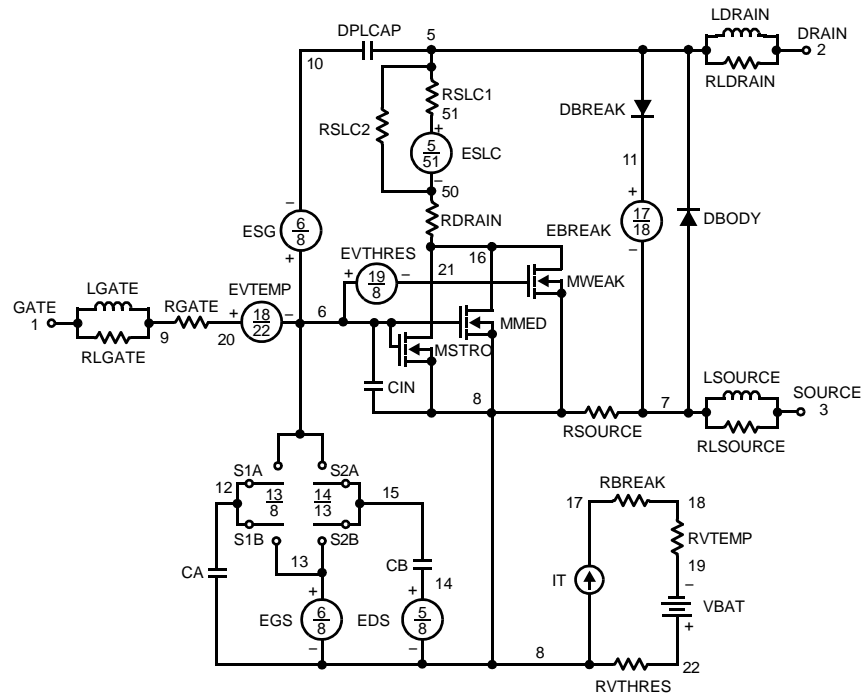 LDRAIN
DPLCAP
5
DRAIN
2
10
RLDRAIN
RSLC1
51
DBREAK
RSLC2
+
5
51
ESLC
11
−
50
−
+
RDRAIN
17
18
ESG
6
8
EBREAK
DBODY
+
EVTHRES
16
−
+
19
8
−
21
MWEAK
LGATE
EVTEMP
GATE
1
RGATE
+
18
22
−
6
MMED
9
20
MSTRO
RLGATE
LSOURCE
CIN
8
7
SOURCE
3
RSOURCE
RLSOURCE
S1A
S2A
12
13
8
14
13
15
RBREAK
17
18
S1B
S2B
RVTEMP
13
CB
CA
14
IT
19
−
+
+
VBAT
EGS
6
8
EDS
5
8
+
−
−
8
22
RVTHRES